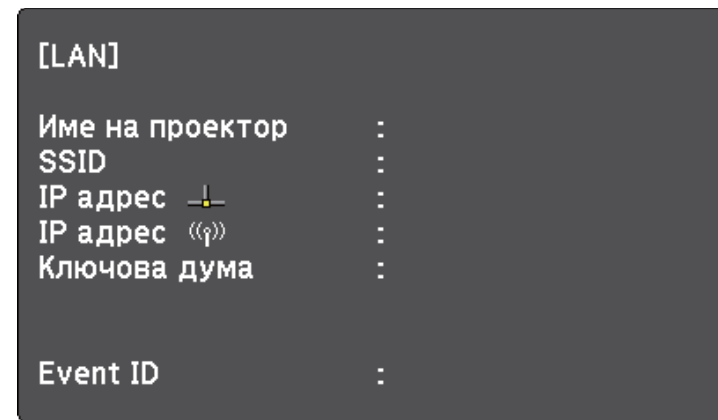 [LAN]
Име на проектор :
SSID :
IP адрес :
IP адрес :
Ключова дума :
Event ID :